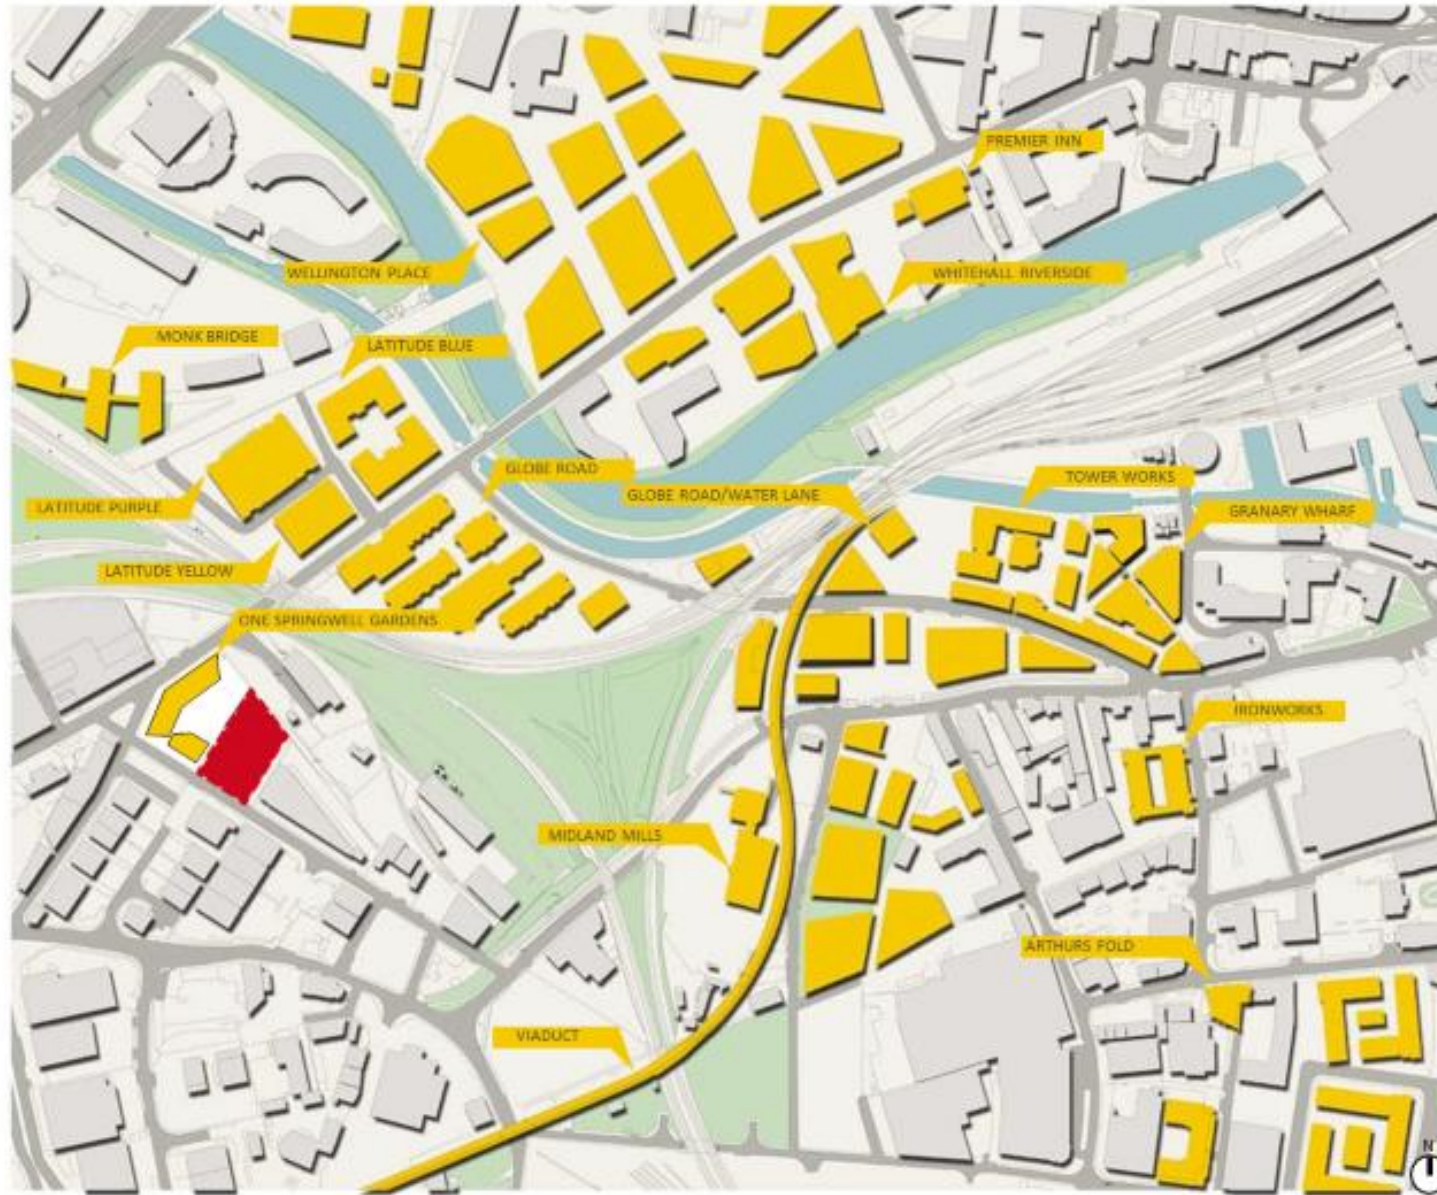 PREMIER INN
WELLINGTON PLACE
WHITEHALL RIVERSIDE
MONK BRIDGE
LATITUDE BLUE
GLOBE ROAD
GLOBE ROAD/WATER LANE
TOWER WORKS
LATITUDE PURPLE
GRANARY WHARF
LATITUDE YELLOW
ONE SPRINGWELL GARDENS
IRONWORKS
MIDLAND MILLS
ARTHURS FOLD
VIADUCT
N